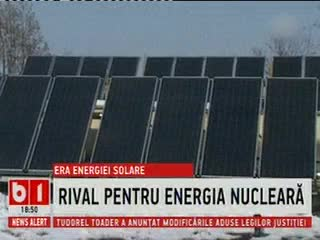 ERA ENERGIEI SOLARE
b1
RIVAL PENTRU ENERGIA NUCLEARĂ
18:50
NEWS ALERT
TUDOREL TOADER A ANUNȚAT MODIFICĂRILE ADUSE LEGILOR JUSTIȚIEI